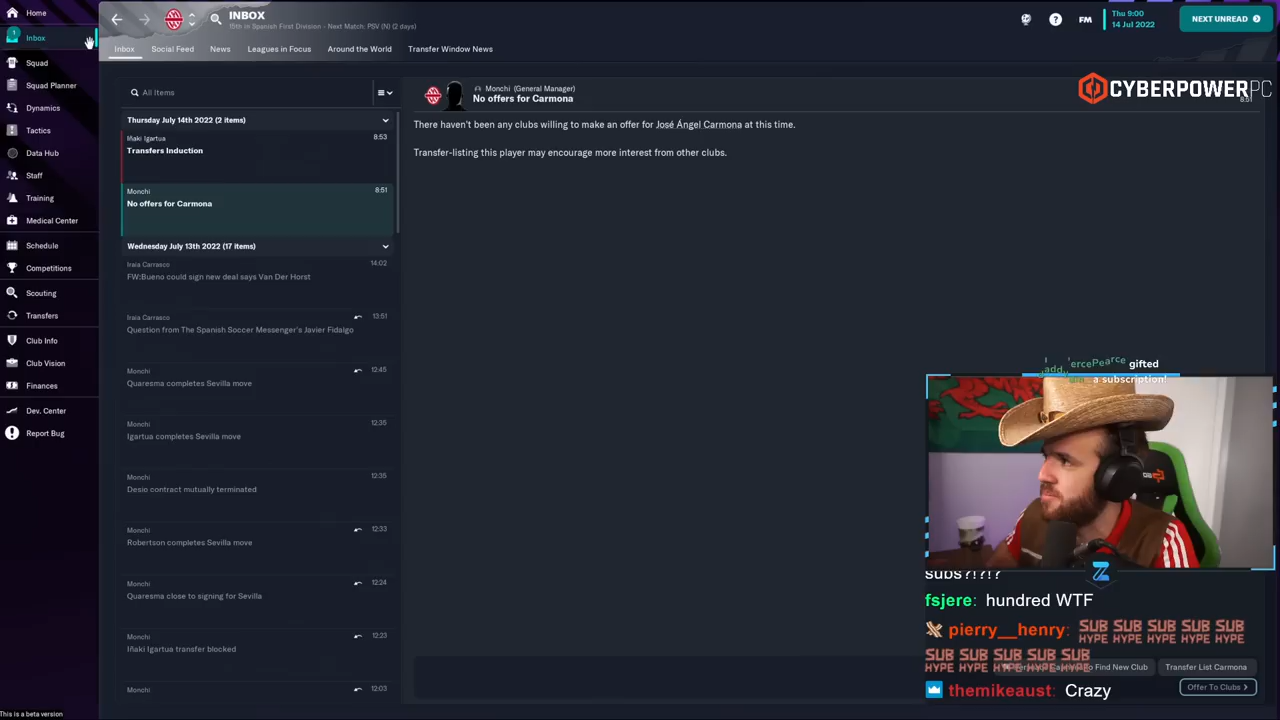 Home
Inbox
1
Squad
Squad Planner
Dynamics
Tactics
Data Hub
Staff
Training
Medical Center
Schedule
Competitions
Scouting
Transfers
Club Info
Club Vision
Finances
Dev. Center
Report Bug
This is a beta version
INBOX
15th in Spanish First Division - Next Match: PSV (N) (2 days)
FM
Thu 9:00
14 Jul 2022
NEXT UNREAD
Inbox Social Feed News Leagues in Focus Around the World Transfer Window News
All Items
Thursday July 14th 2022 (2 items)
Iñaki Igartua 8:53
Transfers Induction
Monchi 8:51
No offers for Carmona
Wednesday July 13th 2022 (17 items)
Iraia Carrasco 14:02
FW:Bueno could sign new deal says Van Der Horst
Iraia Carrasco 13:51
Question from The Spanish Soccer Messenger's Javier Fidalgo
Monchi 12:45
Quaresma completes Sevilla move
Monchi 12:35
Igartua completes Sevilla move
Monchi 12:35
Desio contract mutually terminated
Monchi 12:33
Robertson completes Sevilla move
Monchi 12:24
Quaresma close to signing for Sevilla
Monchi 12:23
Iñaki Igartua transfer blocked
Monchi 12:03
Monchi (General Manager)
No offers for Carmona
8:51
There haven't been any clubs willing to make an offer for José Ángel Carmona at this time.
Transfer-listing this player may encourage more interest from other clubs.
CYBERPOWERPC
gifted
a subscription!
subs?!?!?
fsjere: hundred WTF
pierry__henry: SUB HYPE SUB HYPE SUB HYPE SUB HYPE SUB HYPE
SUB HYPE SUB HYPE SUB HYPE SUB HYPE SUB HYPE
To Find New Club
Transfer List Carmona
themikeaust: Crazy
Offer To Clubs